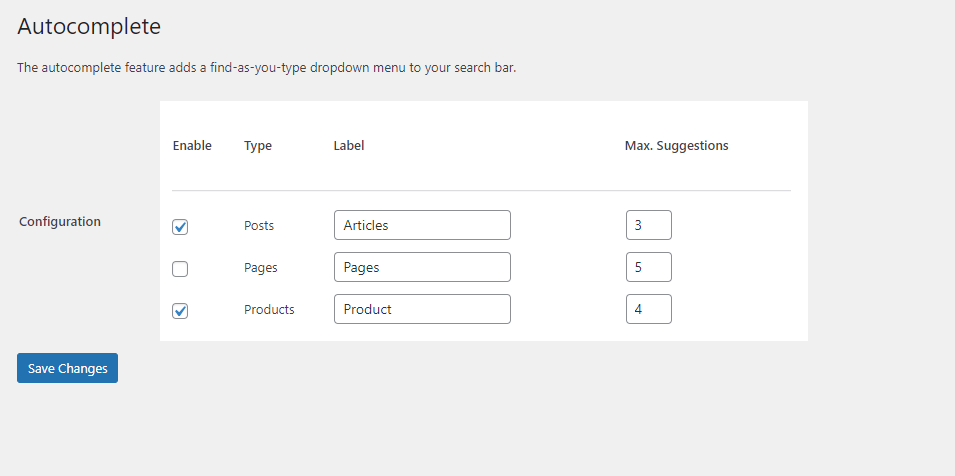 Autocomplete
The autocomplete feature adds a find-as-you-type dropdown menu to your search bar.
Enable Type Label Max. Suggestions
Configuration
Posts Articles 3
Pages Pages 5
Products Product 4
Save Changes